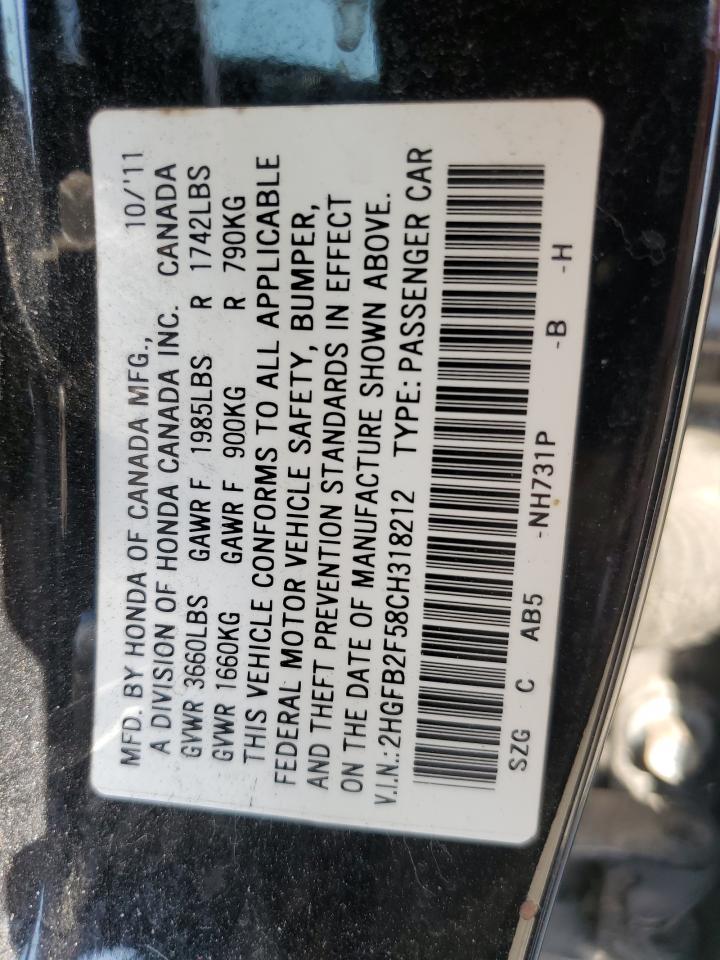 MFD. BY HONDA OF CANADA MFG., 10/'11
A DIVISION OF HONDA CANADA INC. CANADA
GVWR 3660LBS GAWR F 1985LBS R 1742LBS
GVWR 1660KG GAWR F 900KG R 790KG
THIS VEHICLE CONFORMS TO ALL APPLICABLE
FEDERAL MOTOR VEHICLE SAFETY, BUMPER,
AND THEFT PREVENTION STANDARDS IN EFFECT
ON THE DATE OF MANUFACTURE SHOWN ABOVE.
V.I.N.:2HGFB2F58CH318212 TYPE:PASSENGER CAR
SZG C AB5 -NH731P -B -H